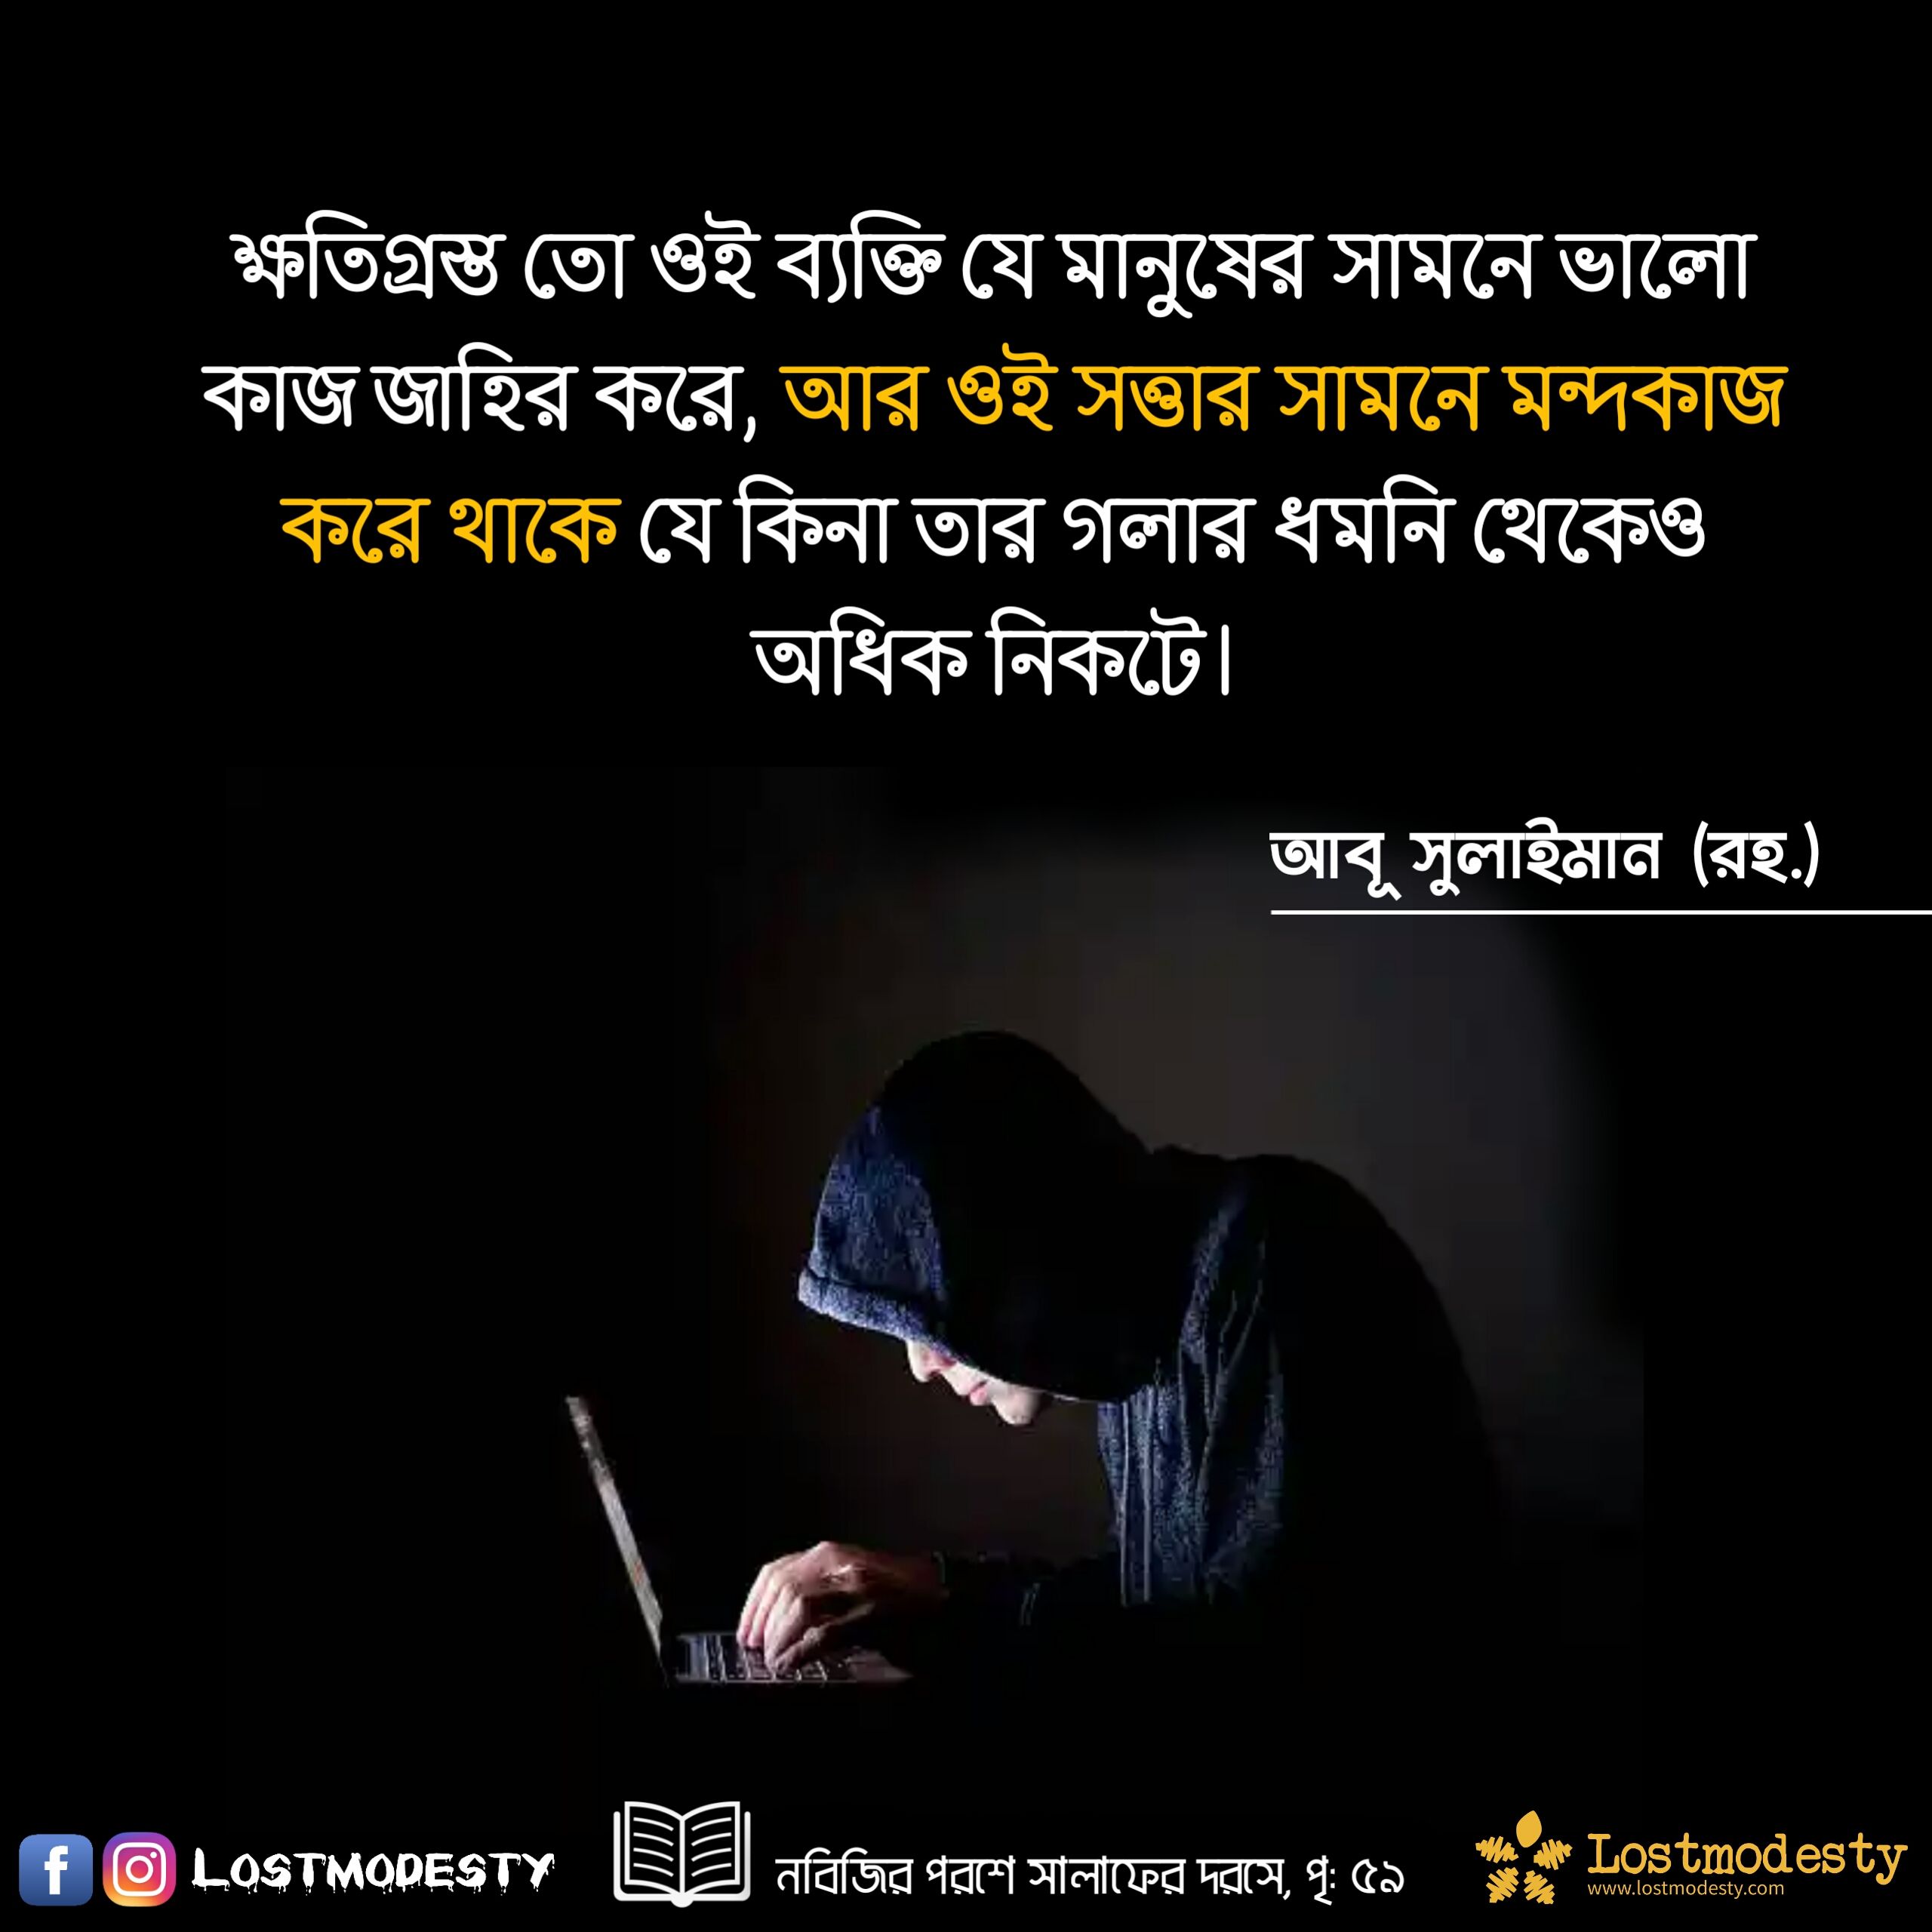 ক্ষতিগ্রস্ত তো ওই ব্যক্তি যে মানুষের সামনে ভালো
কাজ জাহির করে, আর ওই সত্তার সামনে মন্দকাজ
করে থাকে যে কিনা তার গলার ধমনি থেকেও
অধিক নিকটে।
আবূ সুলাইমান (রহ.)
LOSTMODESTY
নবিজির পরশে সালাফের দরসে, পৃ: ৫৯
Lostmodesty
www.lostmodesty.com